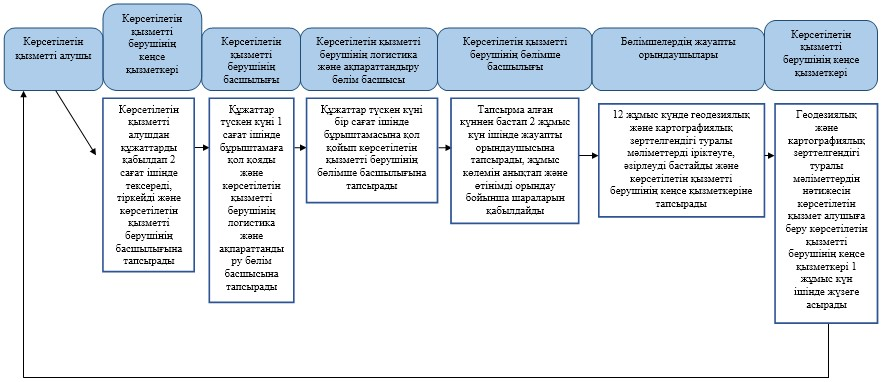 Көрсетілетін
қызметті алушы
Көрсетілетін
қызметті
берушінің
кеңсе
қызметкері
Көрсетілетін
қызметті
берушінің
басшылығы
Көрсетілетін қызметті
берушінің логистика
және ақпараттандыру
бөлім басшысы
Көрсетілетін қызметті
берушінің бөлімше
басшылығы
Бөлімшелердің жауапты
орындаушылары
Көрсетілетін
қызметті
берушінің кеңсе
қызметкері
Көрсетілетін
қызметті
алушдан
құжаттарды
қабылдап 2
сағат ішінде
тексереді,
тіркейді және
көрсетілетін
қызметті
берушінің
басшылығына
тапсырады
Құжаттар
түскен күні 1
сағат ішінде
бұрыштамаға
қол қояды
және
көрсетілетін
қызметті
берушінің
логистика
және
ақпараттанды
ру бөлім
басшысына
тапсырады
Құжаттар түскен күні
бір сағат ішінде
бұрыштамасына қол
қойып көрсетілетін
қызметті берушінің
бөлімше басшылығына
тапсырады
Тапсырма алған
күннен бастап 2 жұмыс
күн ішінде жауапты
орындаушысына
тапсырады, жұмыс
көлемін анықтап және
өтінімді орындау
бойынша шараларын
қабылдайды
12 жұмыс күнде геодезиялық
және картографиялық
зерттелгендігі туралы
мәліметтерді іріктеуге,
әзірлеуді бастайды және
көрсетілетін қызметті
берушінің кеңсе қызметкеріне
тапсырады
Геодезиялық
және
картографиялық
зерттелгендігі
туралы
мәліметтердін
нәтижесін
көрсетілетін
қызмет алушыға
беру көрсетілетін
қызметті
берушінің кеңсе
қызметкері 1
жұмыс күн
ішінде жүзеге
асырады